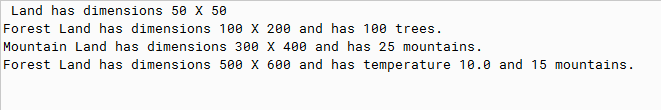 Land has dimensions 50 X 50
Forest Land has dimensions 100 X 200 and has 100 trees.
Mountain Land has dimensions 300 X 400 and has 25 mountains.
Forest Land has dimensions 500 X 600 and has temperature 10.0 and 15 mountains.